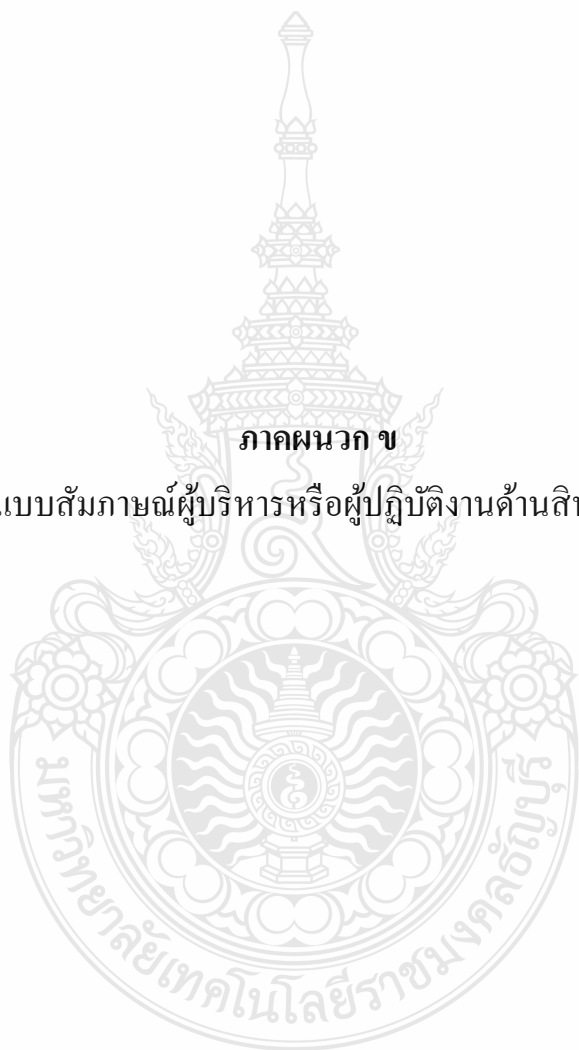 ภาคผนวก ข
แบบสัมภาษณ์ผู้บริหารหรือผู้ปฏิบัติงานด้าน
มหาวิทยาลัยเทคโนโลยีราชมงคลธัญบุรี